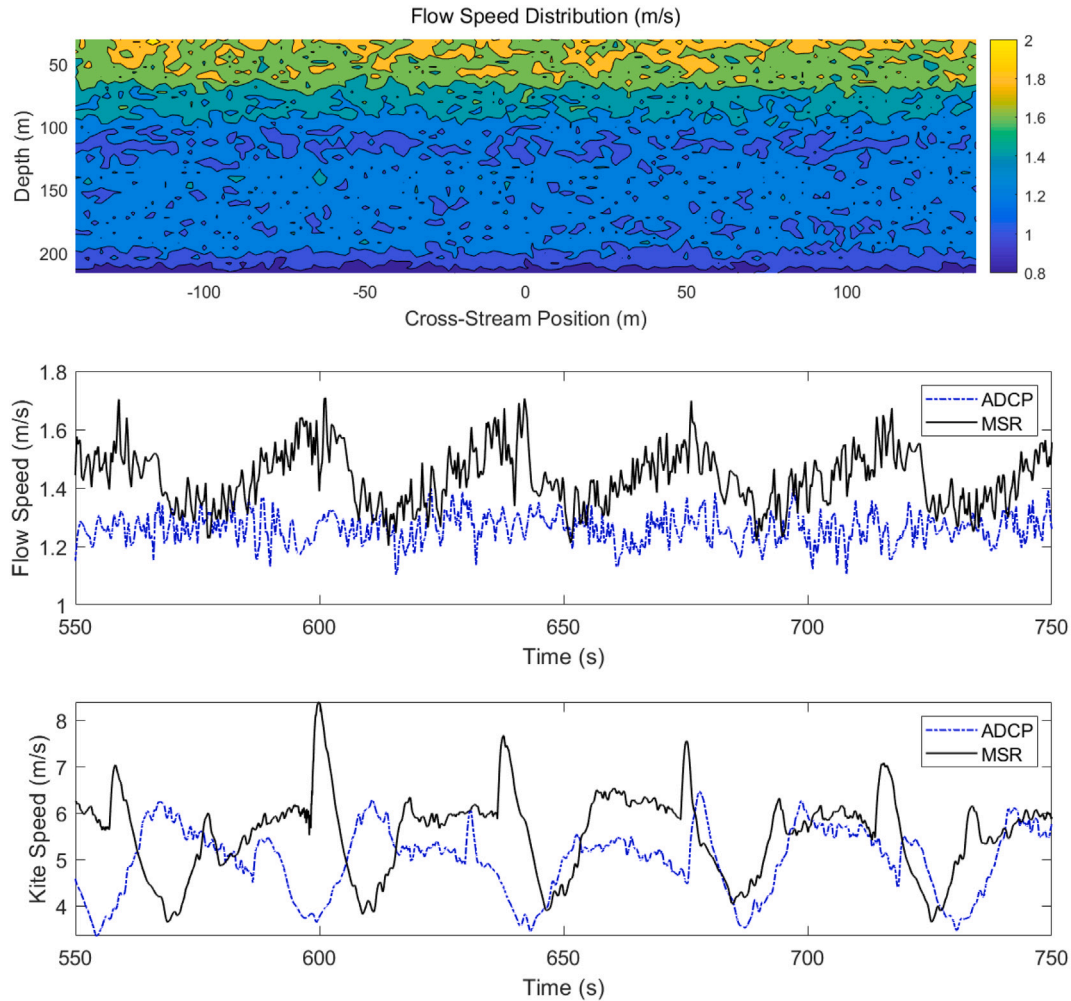 Flow Speed Distribution (m/s)
50
100
150
200
Depth (m)
-100 -50 0 50 100
Cross-Stream Position (m)
2
1.8
1.6
1.4
1.2
1
0.8
1.8
1.6
1.4
1.2
1
Flow Speed (m/s)
ADCP
MSR
550 600 650 700 750
Time (s)
8
7
6
5
4
Kite Speed (m/s)
ADCP
MSR
550 600 650 700 750
Time (s)